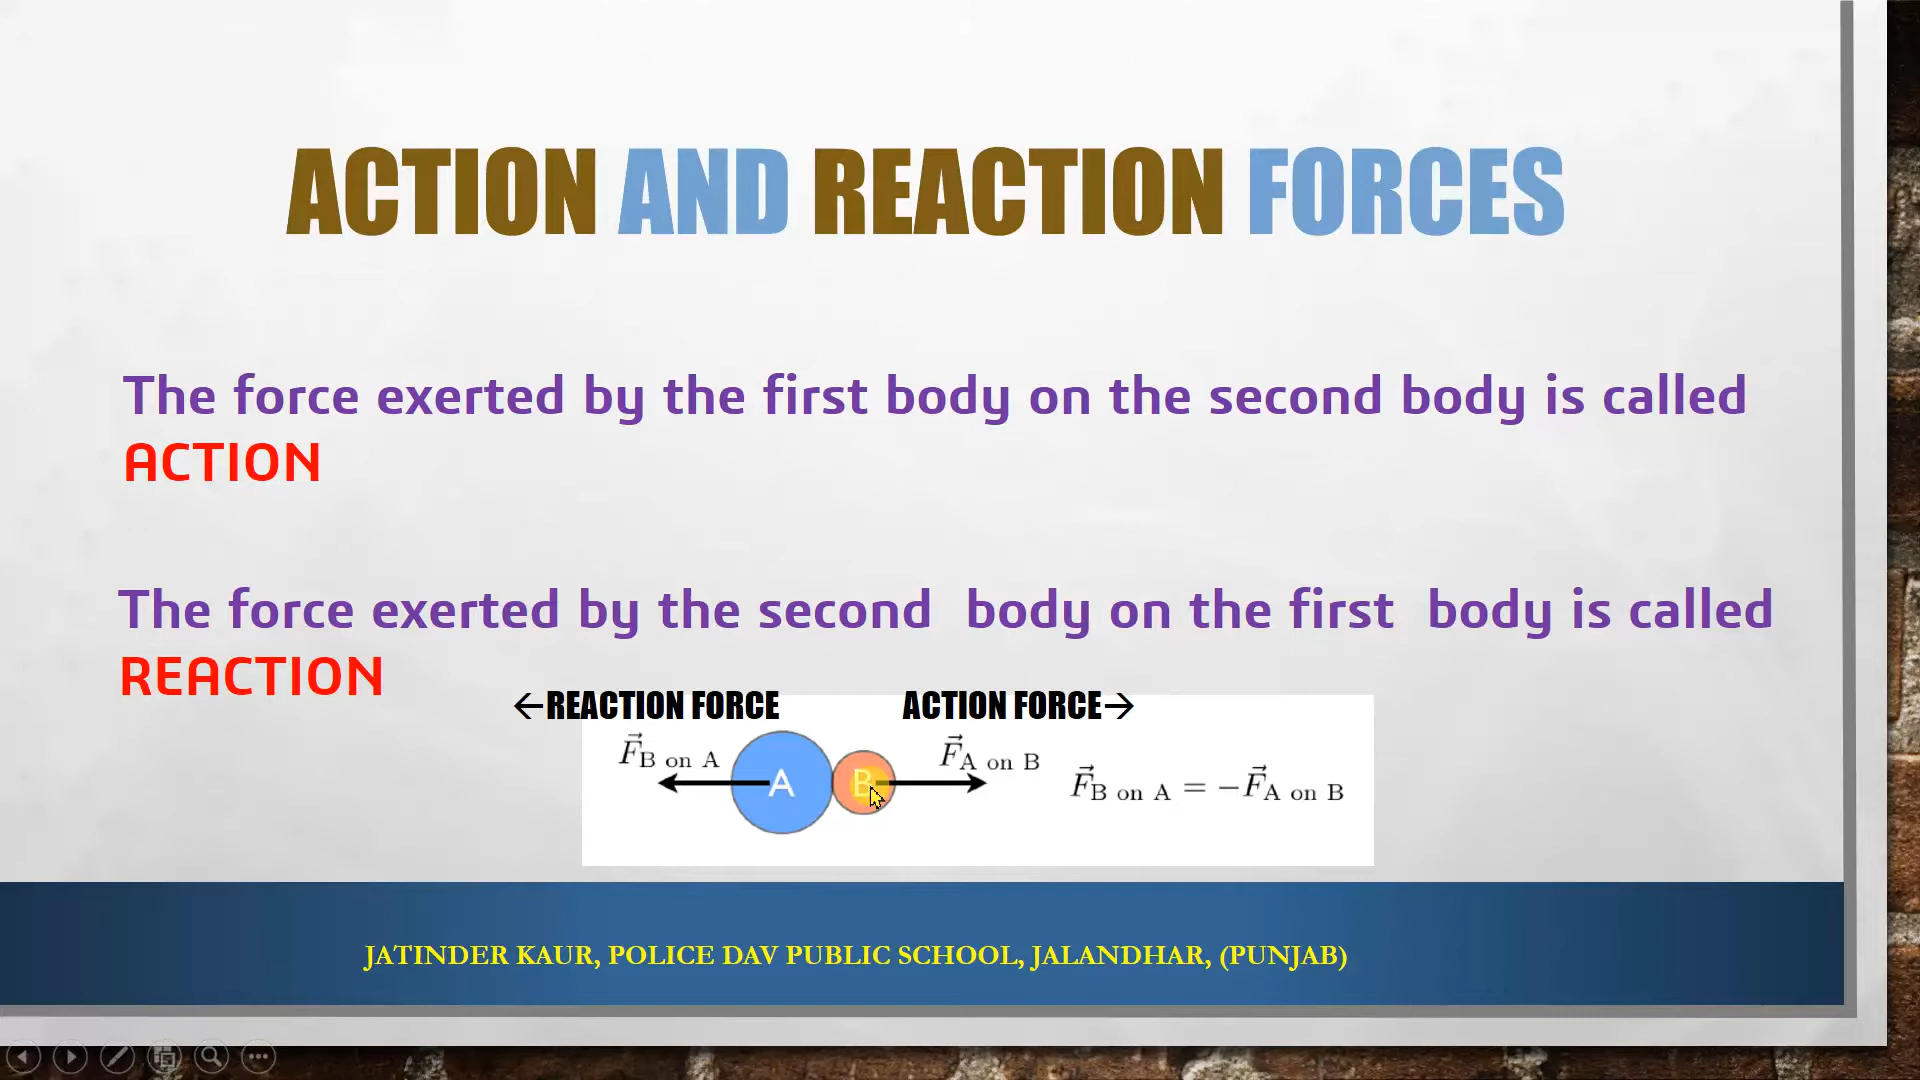 ACTION AND REACTION FORCES
The force exerted by the first body on the second body is called
ACTION
The force exerted by the second body on the first body is called
REACTION
←REACTION FORCE ACTION FORCE→
F⃗B on A A B F⃗A on B
F⃗B on A = −F⃗A on B
JATINDER KAUR, POLICE DAV PUBLIC SCHOOL, JALANDHAR, (PUNJAB)